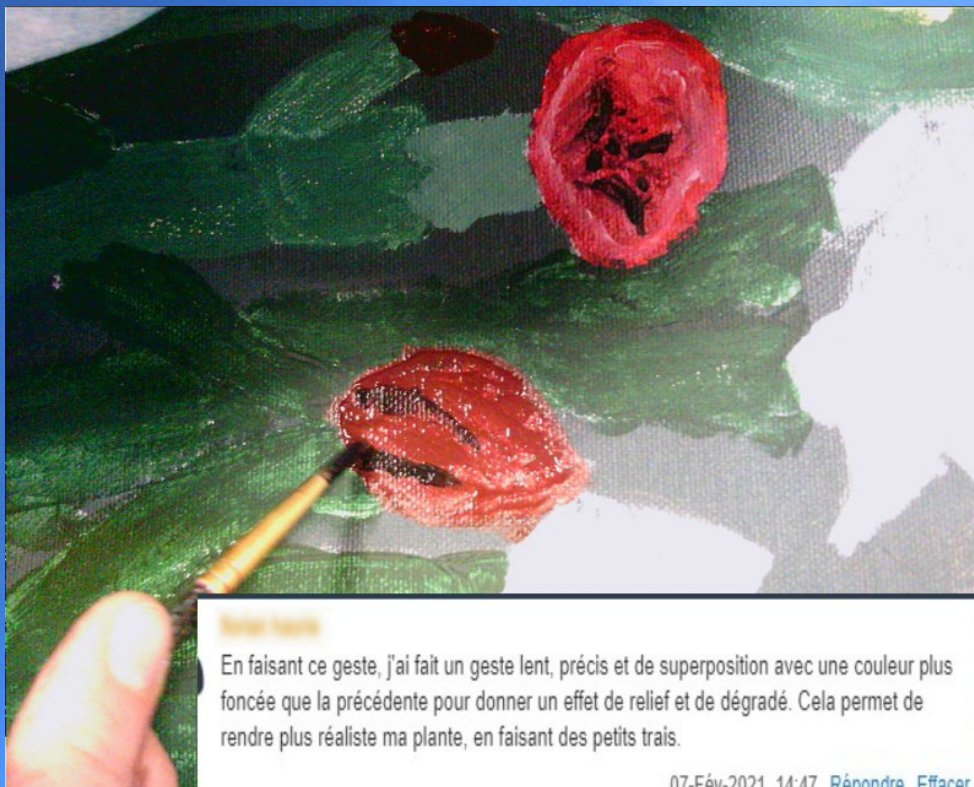 En faisant ce geste, j'ai fait un geste lent, précis et de superposition avec une couleur plus
foncée que la précédente pour donner un effet de relief et de dégradé. Cela permet de
rendre plus réaliste ma plante, en faisant des petits trais.
07-Fév-2021 14:47 Répondre Effacer